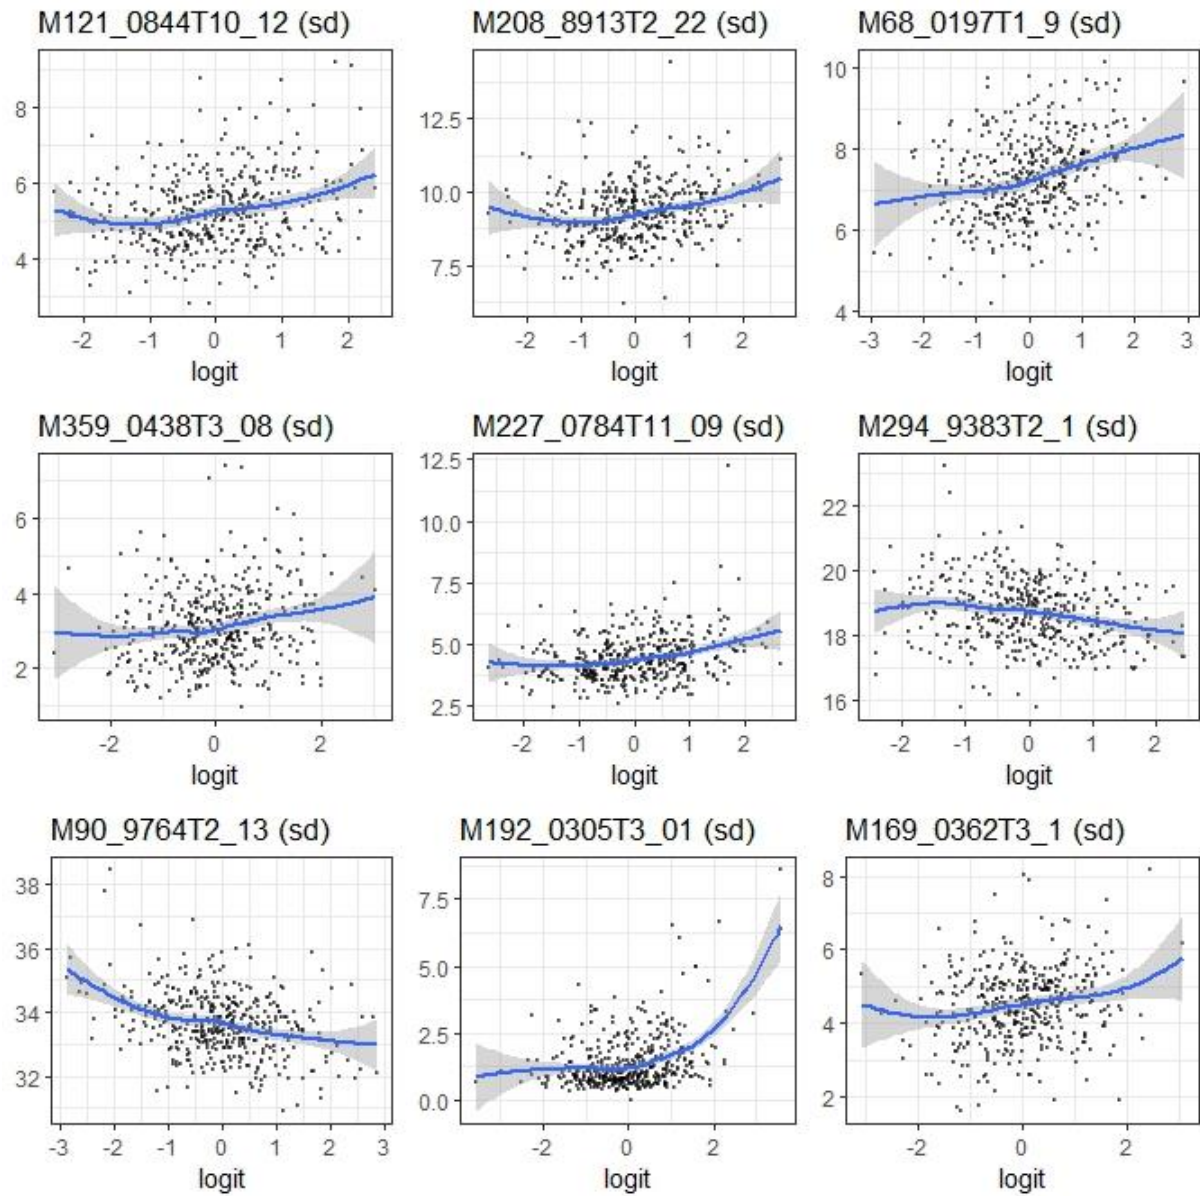 M121_0844T10_12 (sd)
8
6
4
-2 -1 0 1 2
logit
M208_8913T2_22 (sd)
12.5
10.0
7.5
-2 -1 0 1 2
logit
M68_0197T1_9 (sd)
10
8
6
4
-3 -2 -1 0 1 2 3
logit
M359_0438T3_08 (sd)
6
4
2
-2 0 2
logit
M227_0784T11_09 (sd)
12.5
10.0
7.5
5.0
2.5
-2 -1 0 1 2
logit
M294_9383T2_1 (sd)
22
20
18
16
-2 -1 0 1 2
logit
M90_9764T2_13 (sd)
38
36
34
32
-3 -2 -1 0 1 2 3
logit
M192_0305T3_01 (sd)
7.5
5.0
2.5
0.0
-2 0 2
logit
M169_0362T3_1 (sd)
8
6
4
2
-2 0 2
logit